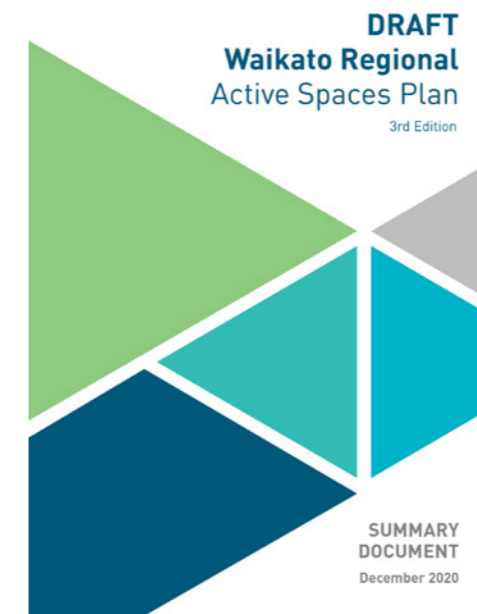 DRAFT
Waikato Regional
Active Spaces Plan
3rd Edition
SUMMARY
DOCUMENT
December 2020